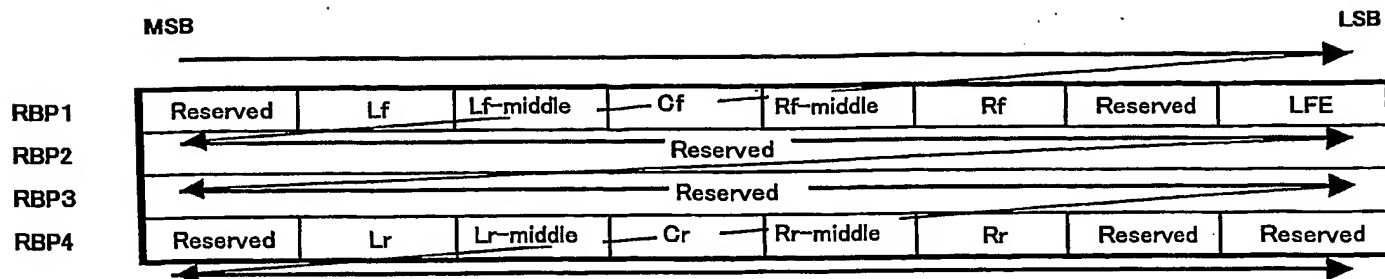 MSB LSB
RBP1 Reserved Lf Lf-middle Cf Rf-middle Rf Reserved LFE
RBP2 Reserved
RBP3 Reserved
RBP4 Reserved Lr Lr-middle Cr Rr-middle Rr Reserved Reserved